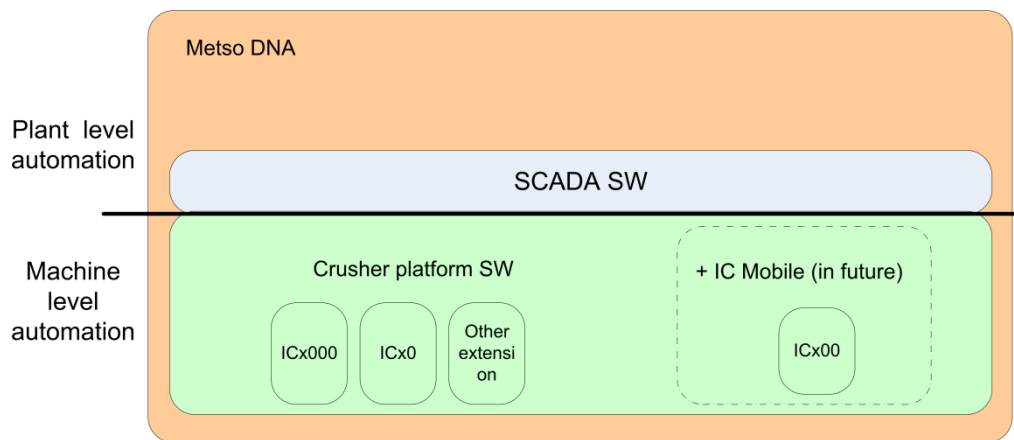 Metso DNA
Plant level
automation
SCADA SW
Machine
level
automation
Crusher platform SW
+ IC Mobile (in future)
ICx000
ICx0
Other
extensi
on
ICx00